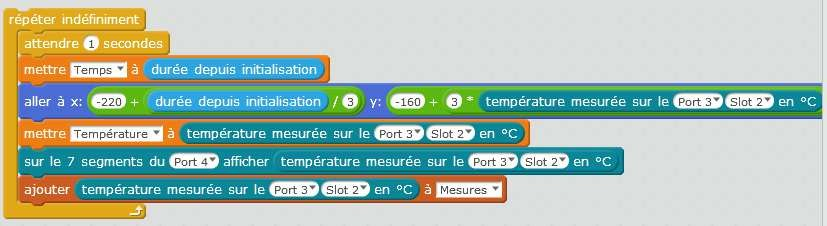 répéter indéfiniment
attendre 1 secondes
mettre Temps à durée depuis initialisation
aller à x: -220 + durée depuis initialisation / 3 y: -160 + 3 * température mesurée sur le Port 3 Slot 2 en °C
mettre Température à température mesurée sur le Port 3 Slot 2 en °C
sur le 7 segments du Port 4 afficher température mesurée sur le Port 3 Slot 2 en °C
ajouter température mesurée sur le Port 3 Slot 2 en °C à Mesures